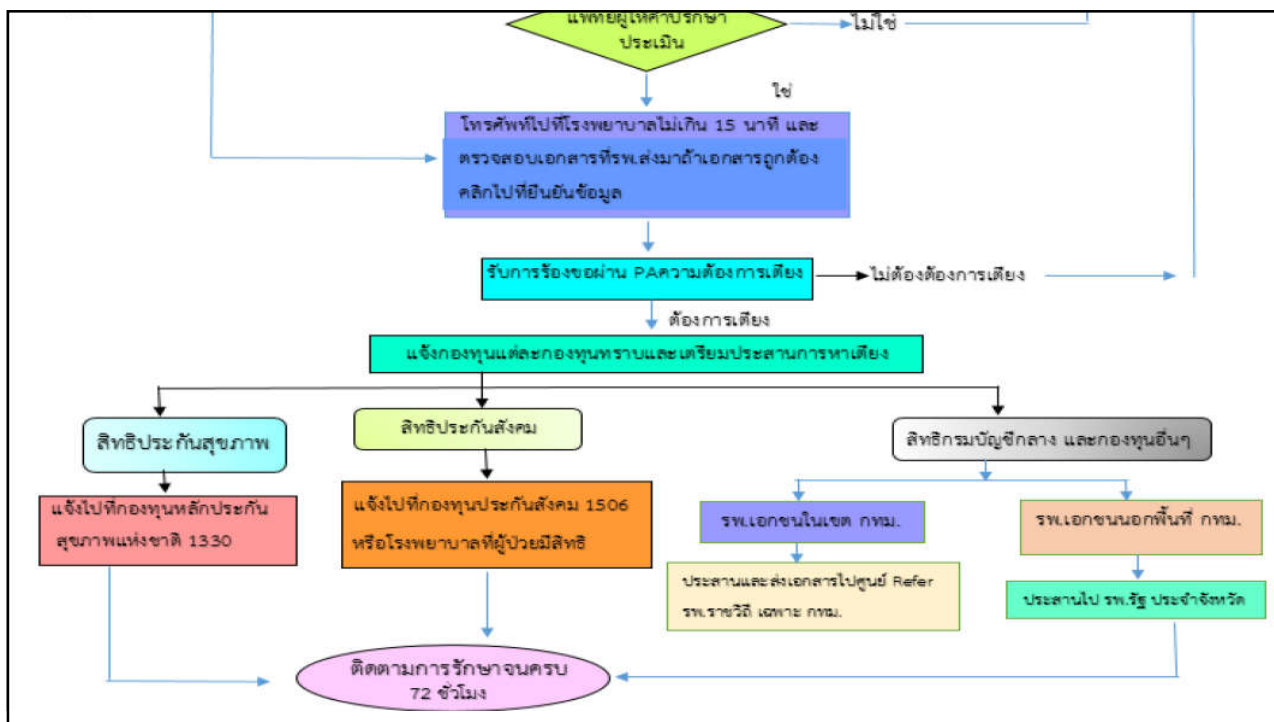 แพทย์ผู้ให้คำปรึกษา
ประเมิน
ไม่ใช่
ใช่
โทรศัพท์ไปที่โรงพยาบาลไม่เกิน 15 นาที และ
ตรวจสอบเอกสารที่รพ.ส่งมาถ้าเอกสารถูกต้อง
คลิกไปที่ยืนยันข้อมูล
รับการร้องขอผ่าน PAความต้องการเตียง
ไม่ต้องต้องการเตียง
ต้องการเตียง
แจ้งกองทุนแต่ละกองทุนทราบและเตรียมประสานการหาเตียง
สิทธิประกันสุขภาพ
สิทธิประกันสังคม
สิทธิกรมบัญชีกลาง และกองทุนอื่นๆ
แจ้งไปที่กองทุนหลักประกัน
สุขภาพแห่งชาติ 1330
แจ้งไปที่กองทุนประกันสังคม 1506
หรือโรงพยาบาลที่ผู้ป่วยมีสิทธิ
รพ.เอกชนในเขต กทม.
รพ.เอกชนนอกพื้นที่ กทม.
ประสานและส่งเอกสารไปศูนย์ Refer
รพ.ราชวิถี เฉพาะ กทม.
ประสานไป รพ.รัฐ ประจำจังหวัด
ติดตามการรักษาจนครบ
72 ชั่วโมง